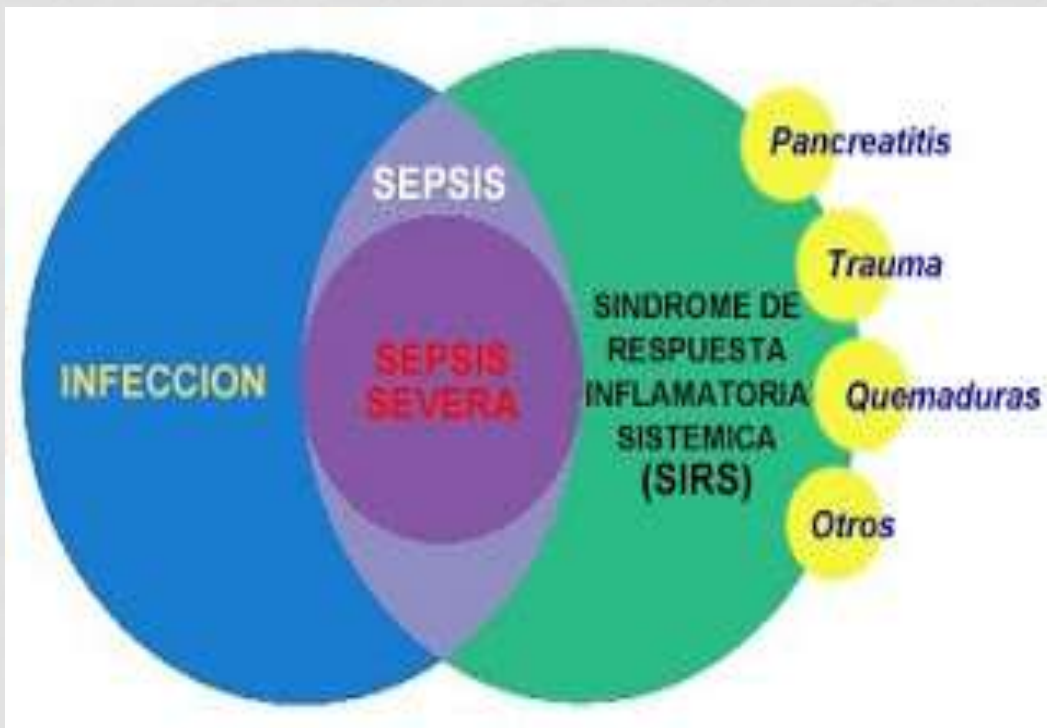 INFECCION
SEPSIS
SEPSIS
SEVERA
SINDROME DE
RESPUESTA
INFLAMATORIA
SISTEMICA
(SIRS)
Pancreatitis
Trauma
Quemaduras
Otros